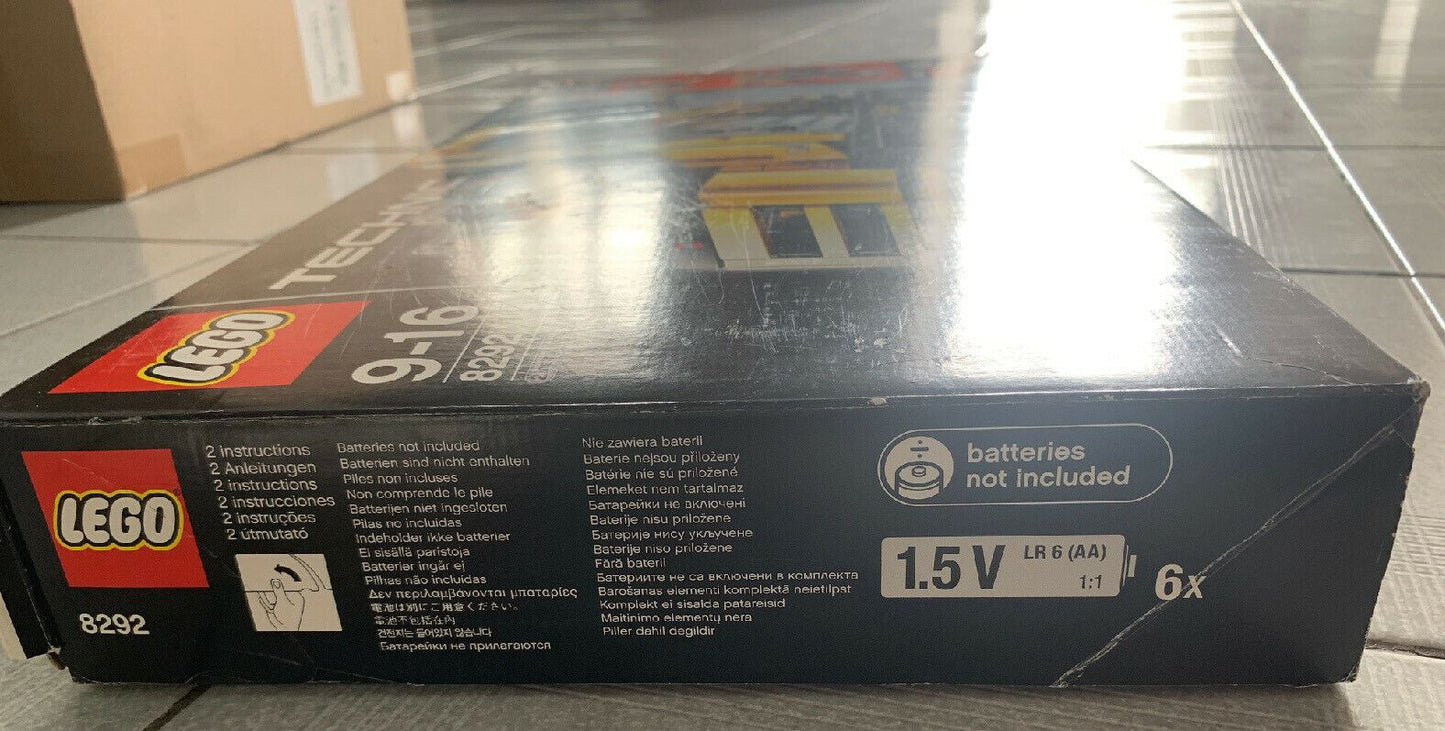 TECHNIC
LEGO
9-16
8292
LEGO
8292
2 instructions
2 Anleitungen
2 instructions
2 instrucciones
2 instruções
2 útmutató
Batteries not included
Batterien sind nicht enthalten
Piles non incluses
Non comprende le pile
Batterijen niet ingesloten
Pilas no incluidas
Indeholder ikke batterier
Ei sisällä paristoja
Batterier ingår ej
Pilhas não incluidas
Δεν περιλαμβάνονται μπαταρίες
電池は別にご用意ください。
電池不包括在內
건전지는 들어있지 않습니다
Батарейки не прилагаются
Nie zawiera baterii
Baterie nejsou přiloženy
Batérie nie sú priložené
Elemeket nem tartalmaz
Батарейки не включені
Baterije nisu priložene
Батерије нису укључене
Baterije niso priložene
Fără baterii
Батериите не са включени в комплекта
Barošanas elementi komplektā neietilpst
Komplekt ei sisalda patareisid
Maitinimo elementų nėra
Piller dahil değildir
batteries
not included
1.5 V LR 6 (AA)
1:1
6x